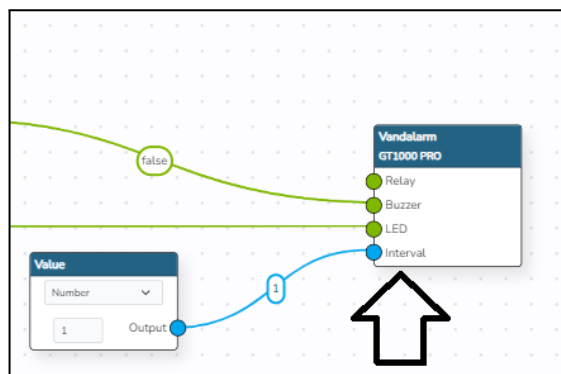 Vandalarm
GT1000 PRO
false
Relay
Buzzer
LED
Value
Interval
Number
1
1
Output